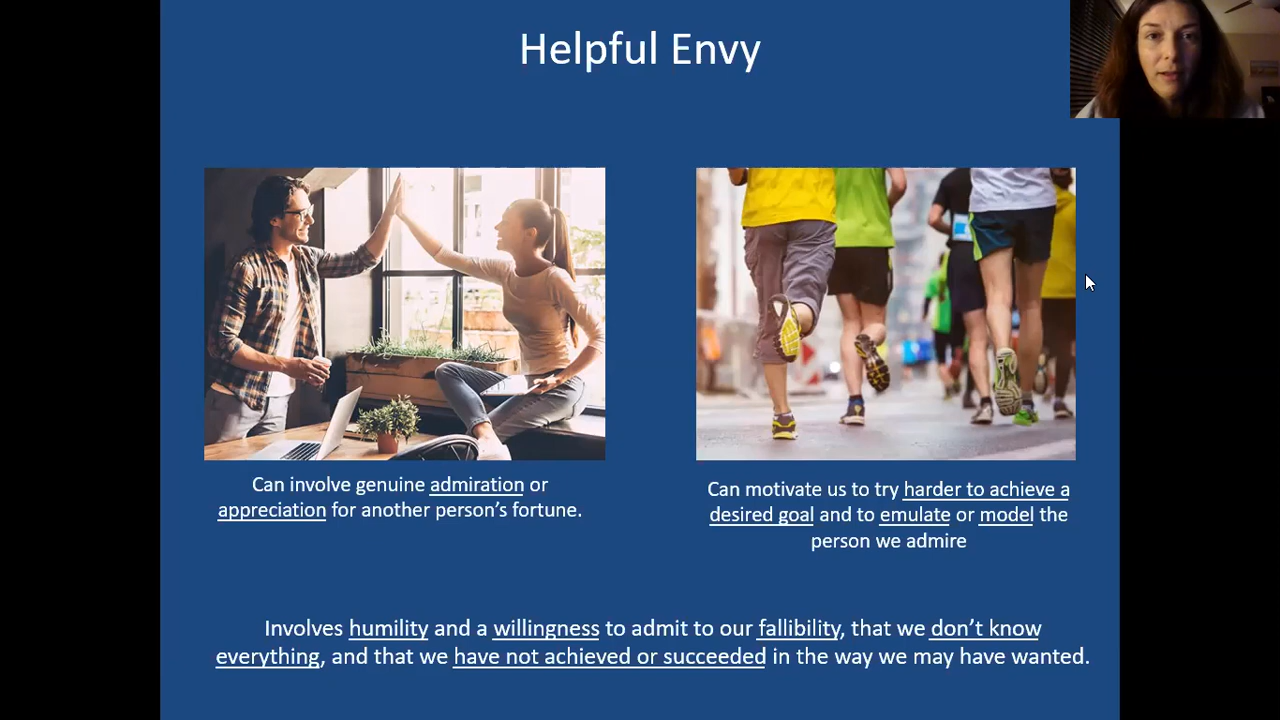 Helpful Envy
Can involve genuine admiration or
appreciation for another person’s fortune.
Can motivate us to try harder to achieve a
desired goal and to emulate or model the
person we admire
Involves humility and a willingness to admit to our fallibility, that we don’t know
everything, and that we have not achieved or succeeded in the way we may have wanted.